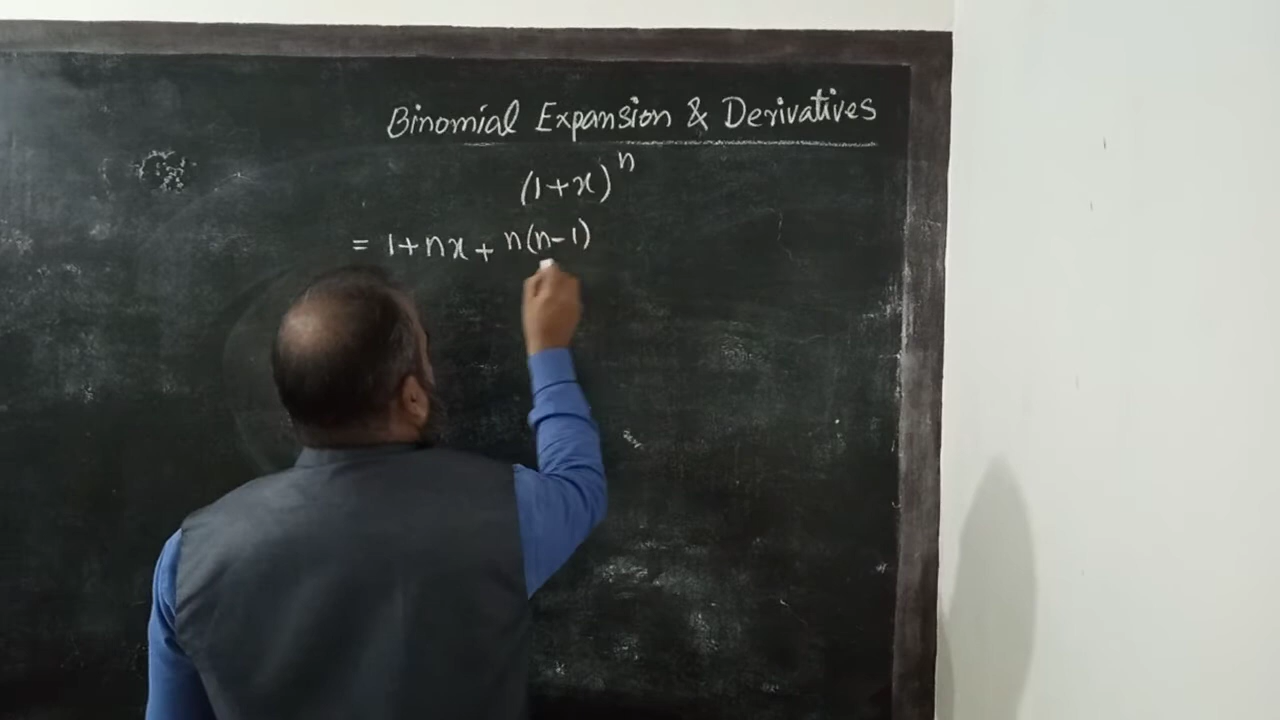 Binomial Expansion & Derivatives
(1+x)^n
= 1+nx+n(n-1)